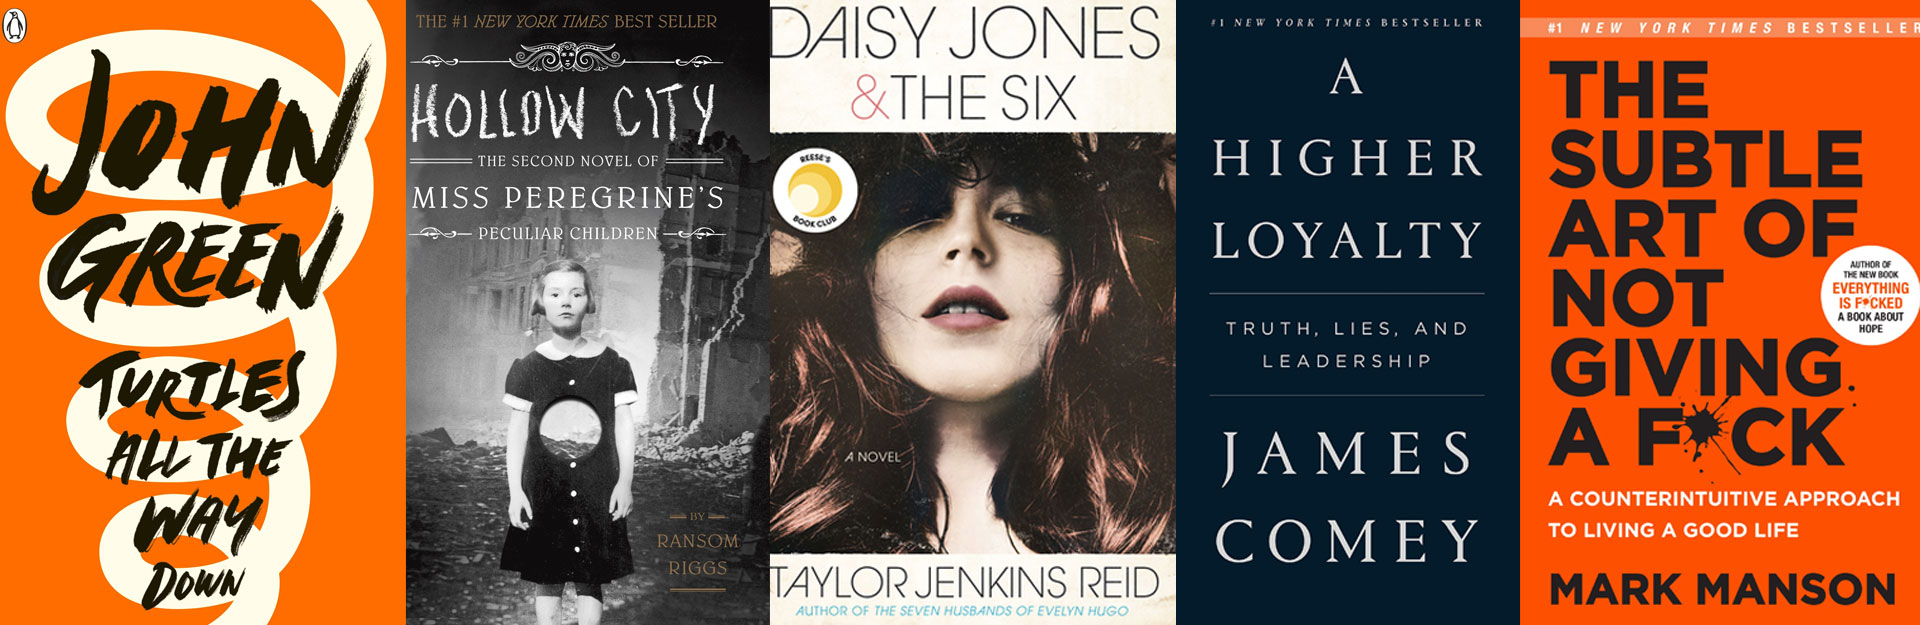 JOHN
GREEN
TURTLES
ALL THE
WAY
DOWN
THE #1 NEW YORK TIMES BEST SELLER
HOLLOW CITY
THE SECOND NOVEL OF
MISS PEREGRINE'S
PECULIAR CHILDREN
BY
RANSOM
RIGGS
DAISY JONES
& THE SIX
REESE'S
BOOK CLUB
A NOVEL
TAYLOR JENKINS REID
AUTHOR OF THE SEVEN HUSBANDS OF EVELYN HUGO
#1 NEW YORK TIMES BESTSELLER
A
HIGHER
LOYALTY
TRUTH, LIES, AND
LEADERSHIP
JAMES
COMEY
#1 NEW YORK TIMES BESTSELLER
THE
SUBTLE
ART OF
NOT
GIVING
A F*CK
AUTHOR OF
THE NEW BOOK
EVERYTHING
IS F*CKED
A BOOK ABOUT
HOPE
A COUNTERINTUITIVE APPROACH
TO LIVING A GOOD LIFE
MARK MANSON